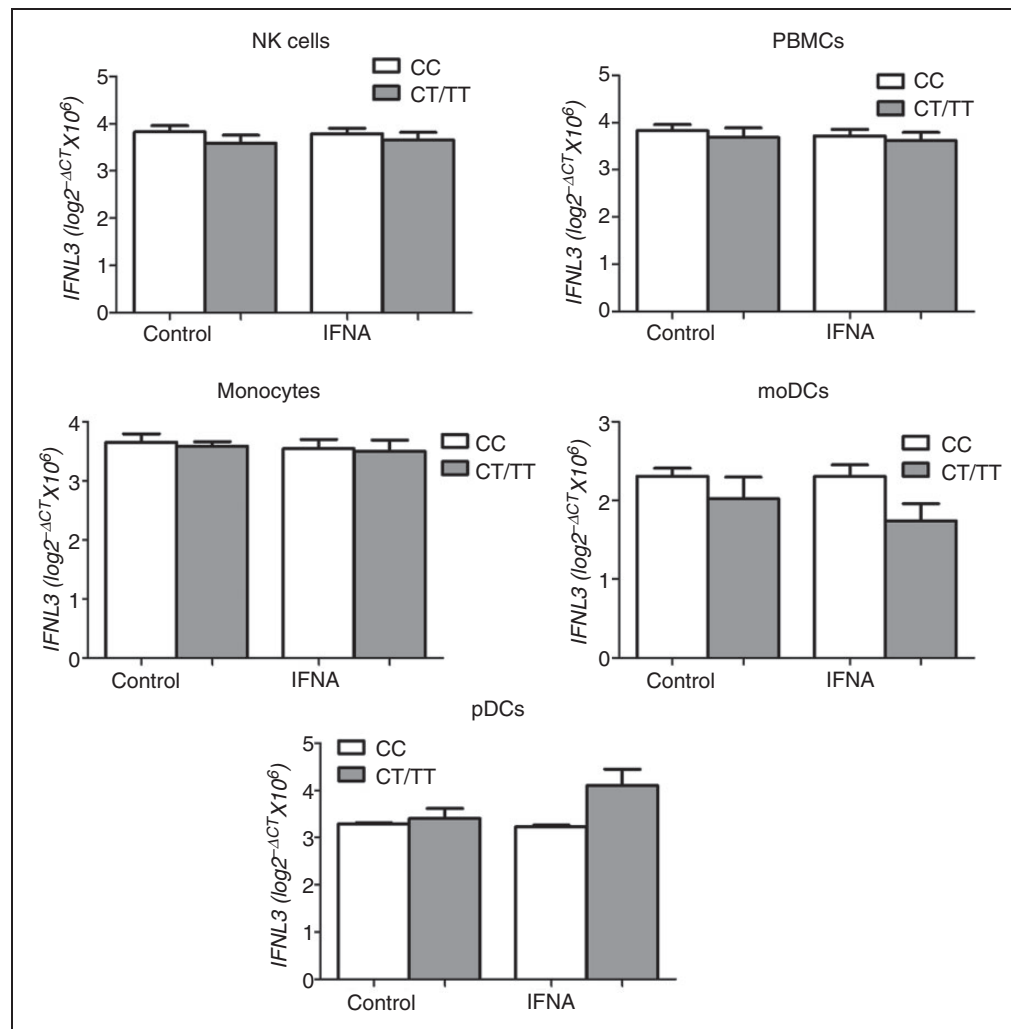 NK cells
CC
CT/TT
IFNL3 (log2^{-ΔCT}X10^6)
5
4
3
2
1
0
Control
IFNA
PBMCs
CC
CT/TT
IFNL3 (log2^{-ΔCT}X10^6)
5
4
3
2
1
0
Control
IFNA
Monocytes
CC
CT/TT
IFNL3 (log2^{-ΔCT}X10^6)
4
3
2
1
0
Control
IFNA
moDCs
CC
CT/TT
IFNL3 (log2^{-ΔCT}X10^6)
3
2
1
0
Control
IFNA
pDCs
CC
CT/TT
IFNL3 (log2^{-ΔCT}X10^6)
5
4
3
2
1
0
Control
IFNA